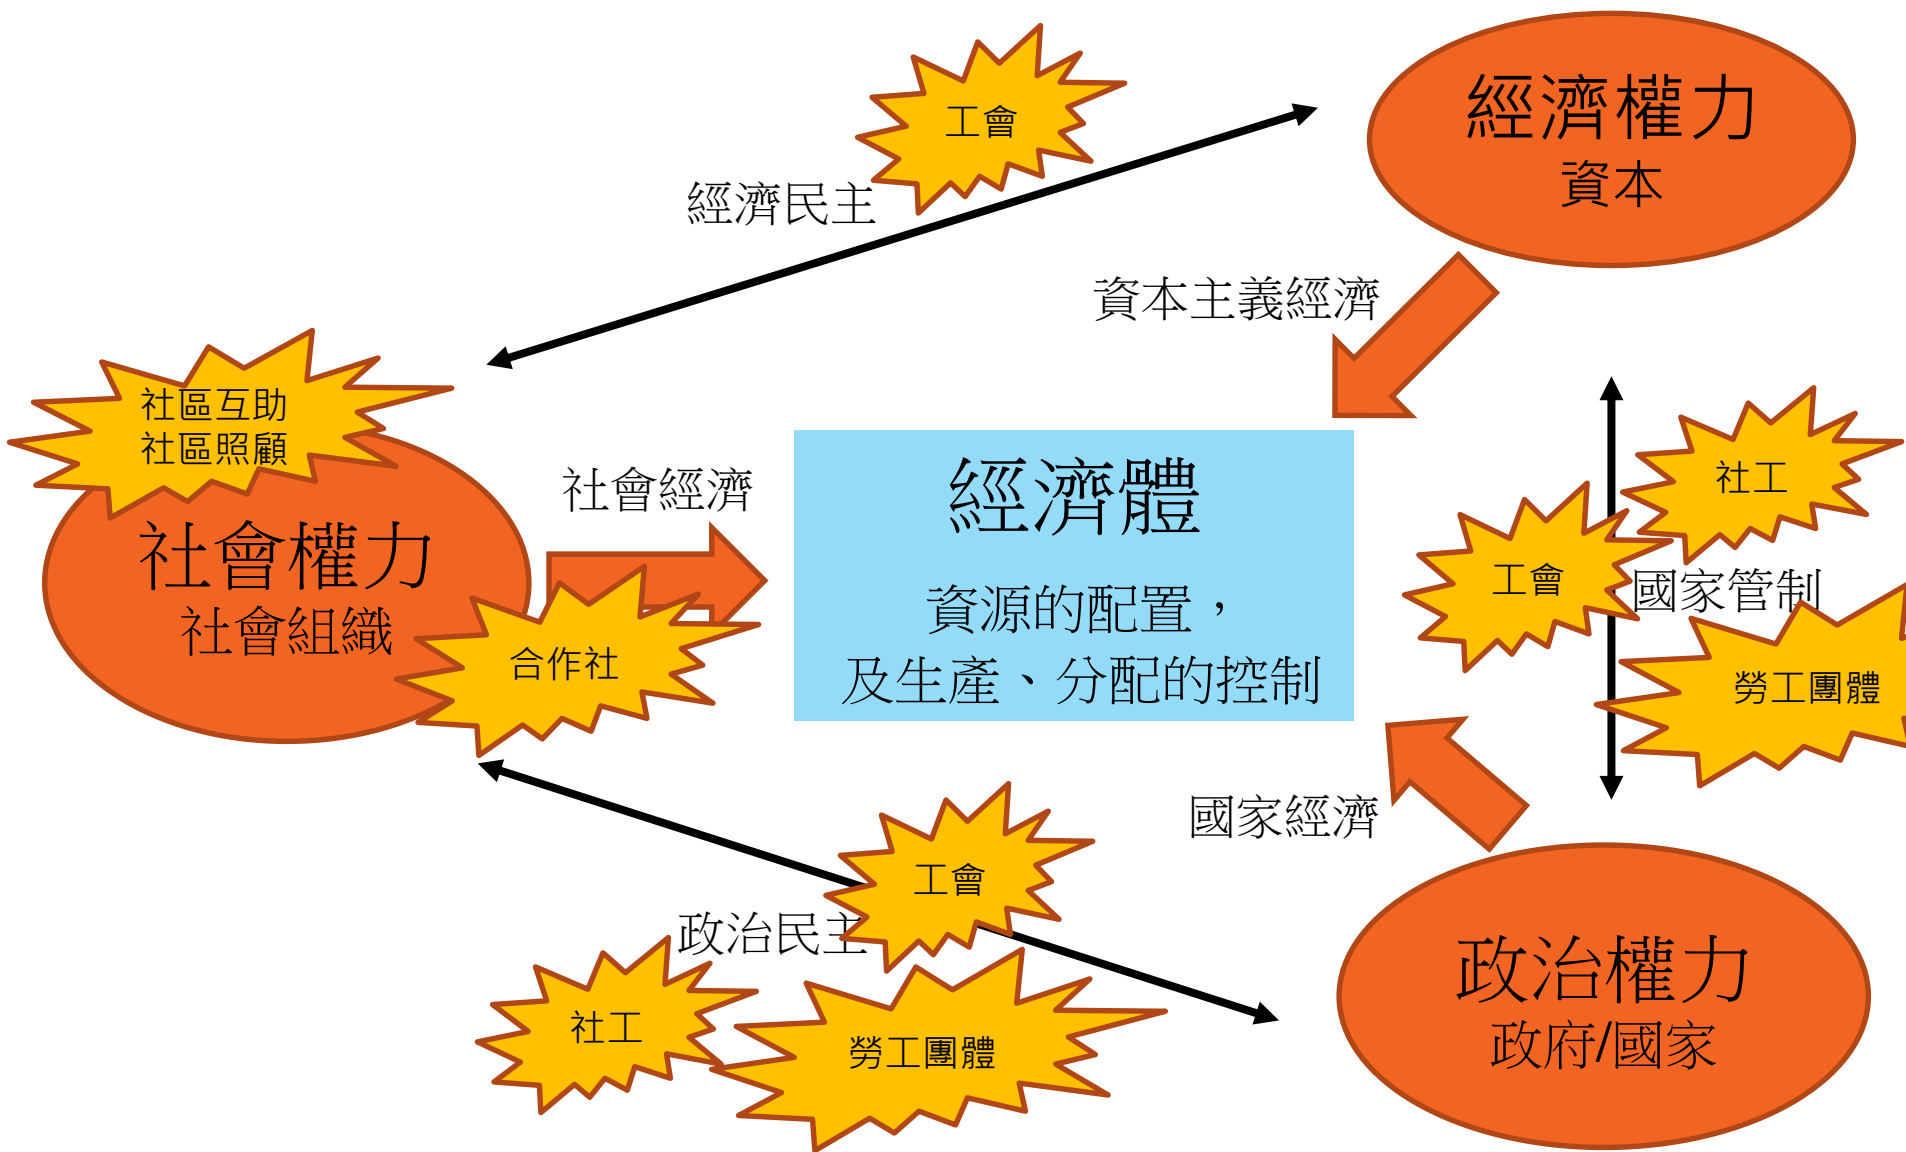 工會
經濟權力
資本
經濟民主
資本主義經濟
社區互助
社區照顧
社會權力
社會組織
社會經濟
合作社
經濟體
資源的配置，
及生產、分配的控制
社工
工會
國家管制
勞工團體
國家經濟
工會
政治民主
社工
勞工團體
政治權力
政府/國家